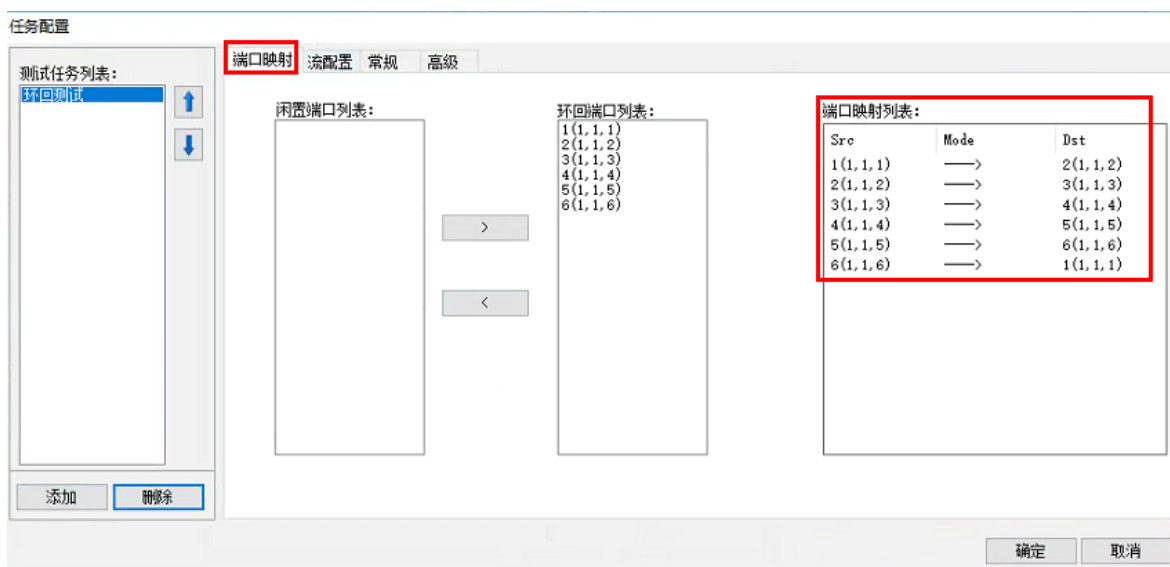 任务配置
测试任务列表:
环回测试
添加
删除
端口映射
流配置
常规
高级
闲置端口列表:
>
<
环回端口列表:
1(1,1,1)
2(1,1,2)
3(1,1,3)
4(1,1,4)
5(1,1,5)
6(1,1,6)
端口映射列表:
Src Mode Dst
1(1,1,1) ——> 2(1,1,2)
2(1,1,2) ——> 3(1,1,3)
3(1,1,3) ——> 4(1,1,4)
4(1,1,4) ——> 5(1,1,5)
5(1,1,5) ——> 6(1,1,6)
6(1,1,6) ——> 1(1,1,1)
确定
取消